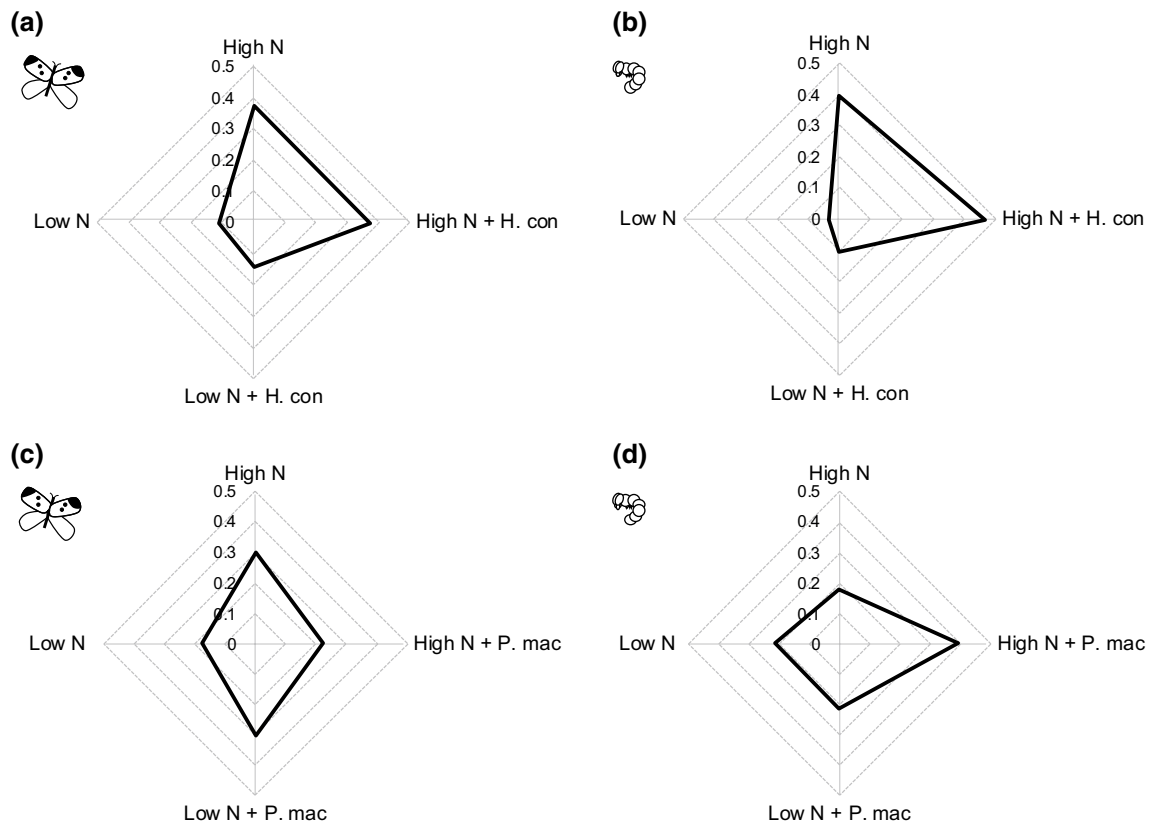 (a)
High N
0.5
0.4
0.3
0.2
0.1
0
Low N
High N + H. con
Low N + H. con
(b)
High N
0.5
0.4
0.3
0.2
0.1
0
Low N
High N + H. con
Low N + H. con
(c)
High N
0.5
0.4
0.3
0.2
0.1
0
Low N
High N + P. mac
Low N + P. mac
(d)
High N
0.5
0.4
0.3
0.2
0.1
0
Low N
High N + P. mac
Low N + P. mac